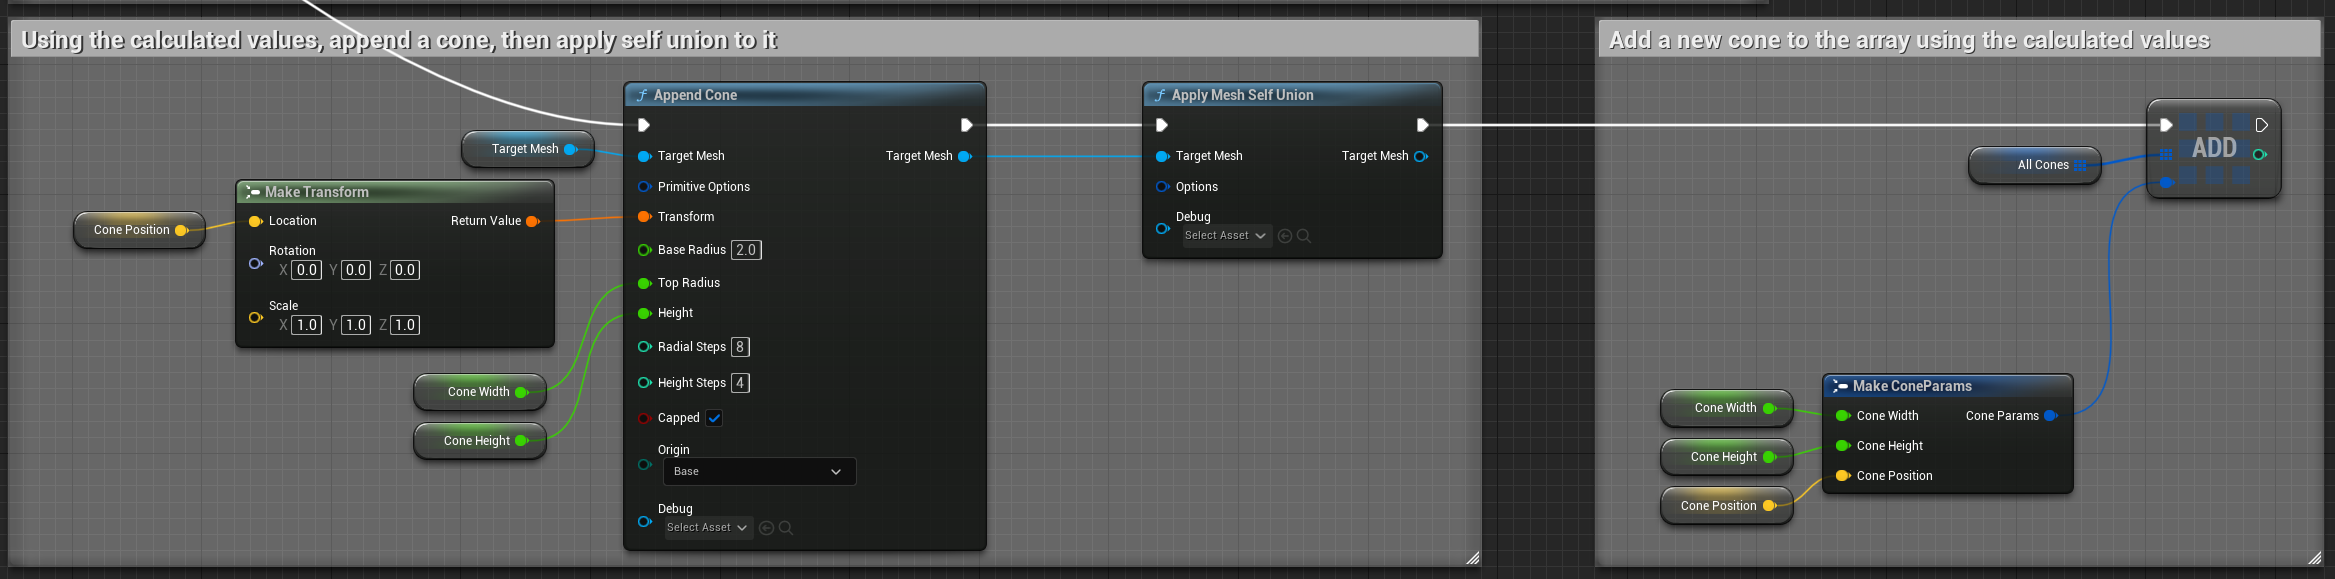 Using the calculated values, append a cone, then apply self union to it
Target Mesh
Cone Position
Make Transform
Location
Return Value
Rotation
X 0.0 Y 0.0 Z 0.0
Scale
X 1.0 Y 1.0 Z 1.0
Cone Width
Cone Height
f Append Cone
Target Mesh
Target Mesh
Primitive Options
Transform
Base Radius 2.0
Top Radius
Height
Radial Steps 8
Height Steps 4
Capped
Origin
Base
Debug
Select Asset
f Apply Mesh Self Union
Target Mesh
Target Mesh
Options
Debug
Select Asset
Add a new cone to the array using the calculated values
All Cones
ADD
Cone Width
Cone Height
Cone Position
Make ConeParams
Cone Width
Cone Params
Cone Height
Cone Position